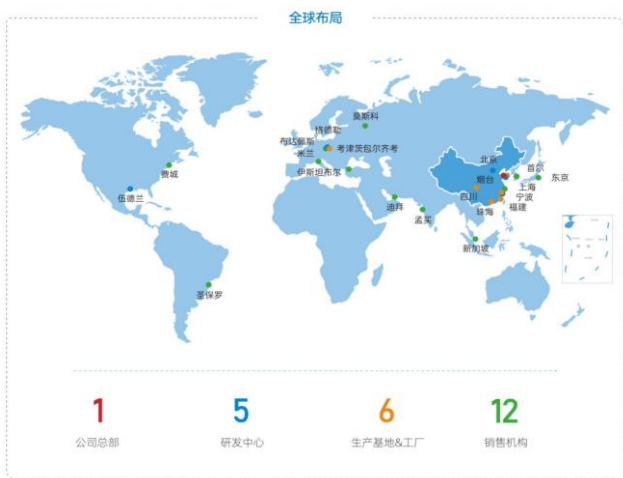 全球布局
桑斯科
格德勒
布达佩斯
考津茨包尔齐考
米兰
伊斯坦布尔
费城
伍德兰
北京
首尔
烟台
东京
上海
四川
宁波
福建
珠海
迪拜
孟买
新加坡
圣保罗
1
公司总部
5
研发中心
6
生产基地&工厂
12
销售机构